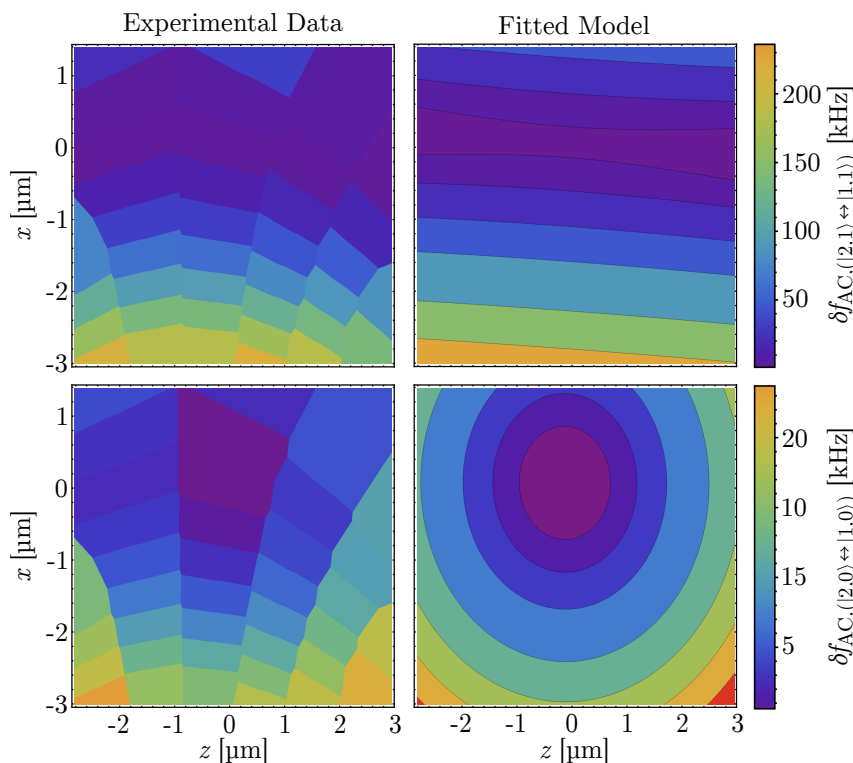 Experimental Data Fitted Model
1
0
-1
-2
-3
x [µm]
200
150
100
50
δf_AC,(|2,1⟩ ↔ |1.1⟩) [kHz]
1
0
-1
-2
-3
x [µm]
20
10
15
5
δf_AC,(|2.0⟩ ↔ |1.0⟩) [kHz]
-2 -1 0 1 2 3 -2 -1 0 1 2 3
z [µm] z [µm]